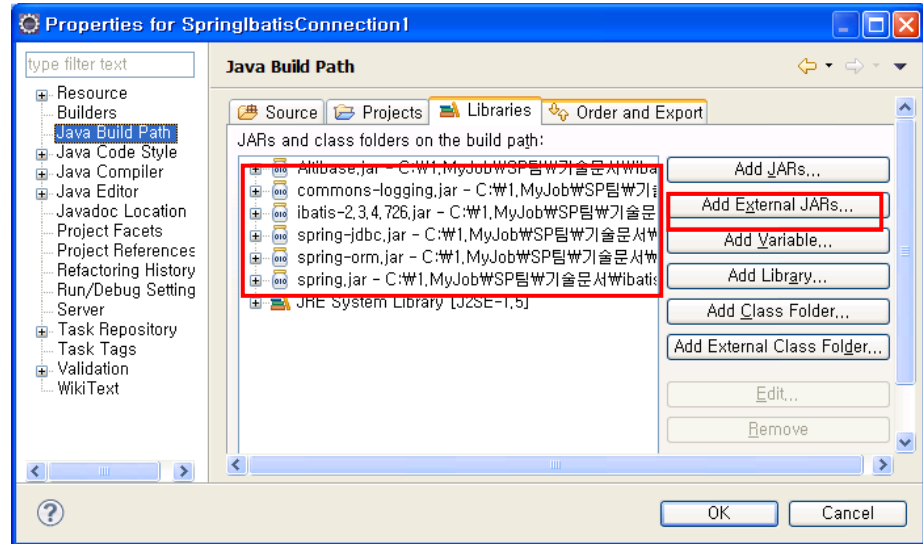 Properties for SpringIbatisConnection1
type filter text
Resource
Builders
Java Build Path
Java Code Style
Java Compiler
Java Editor
Javadoc Location
Project Facets
Project References
Refactoring History
Run/Debug Setting
Server
Task Repository
Task Tags
Validation
WikiText
Java Build Path
Source
Projects
Libraries
Order and Export
JARs and class folders on the build path:
Altibase.jar - C:₩1.MyJob₩SP팀₩기술문서₩iba
commons-logging.jar - C:₩1.MyJob₩SP팀₩기술
ibatis-2.3.4.726.jar - C:₩1.MyJob₩SP팀₩기술문
spring-jdbc.jar - C:₩1.MyJob₩SP팀₩기술문서₩
spring-orm.jar - C:₩1.MyJob₩SP팀₩기술문서₩
spring.jar - C:₩1.MyJob₩SP팀₩기술문서₩ibatis
JRE System Library [J2SE-1.5]
Add JARs...
Add External JARs...
Add Variable...
Add Library...
Add Class Folder...
Add External Class Folder...
Edit...
Remove
OK
Cancel